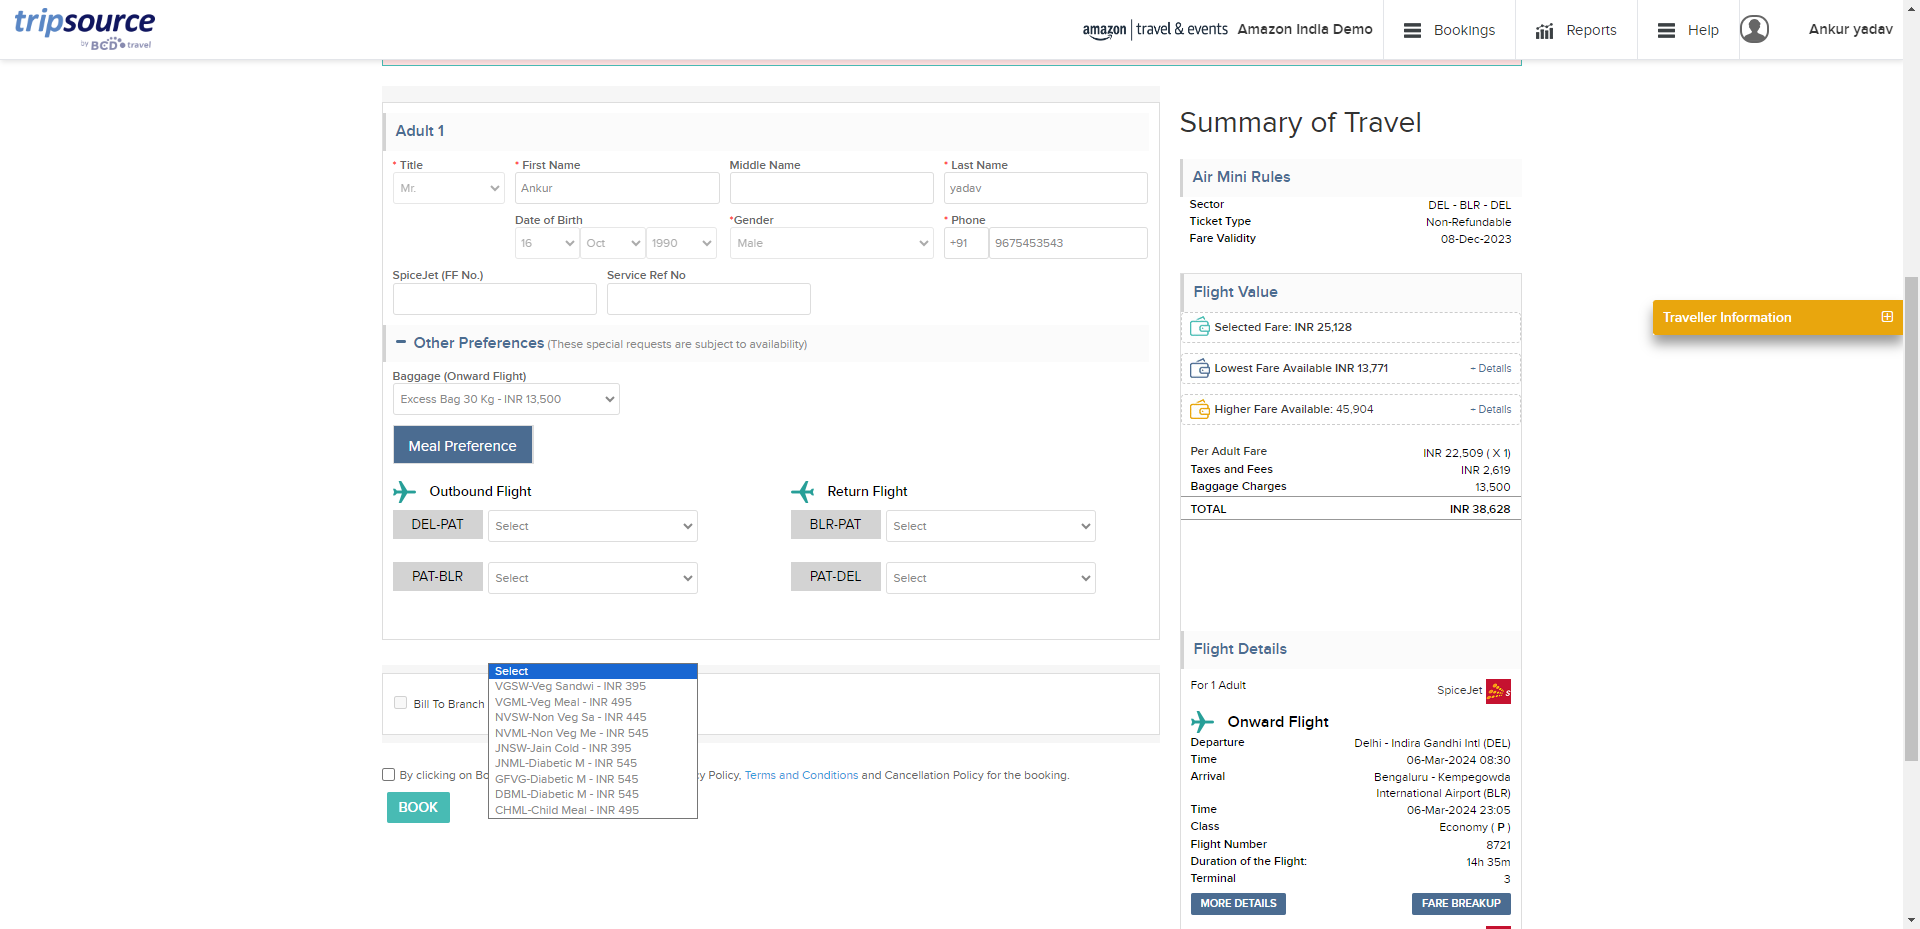 tripsource
by BCD travel
amazon travel & events Amazon India Demo
Bookings
Reports
Help
Ankur yadav
Adult 1
* Title
* First Name
Middle Name
* Last Name
Mr.
Ankur
yadav
Date of Birth
*Gender
* Phone
16
Oct
1990
Male
+91
9675453543
SpiceJet (FF No.)
Service Ref No
Other Preferences (These special requests are subject to availability)
Baggage (Onward Flight)
Excess Bag 30 Kg - INR 13,500
Meal Preference
Outbound Flight
Return Flight
DEL-PAT
Select
BLR-PAT
Select
PAT-BLR
Select
PAT-DEL
Select
Select
VGSW-Veg Sandwi - INR 395
VGML-Veg Meal - INR 495
NVSW-Non Veg Sa - INR 445
NVML-Non Veg Me - INR 545
JNSW-Jain Cold - INR 395
JNML-Diabetic M - INR 545
GFVG-Diabetic M - INR 545
DBML-Diabetic M - INR 545
CHML-Child Meal - INR 495
Bill To Branch
By clicking on Bo
y Policy, Terms and Conditions and Cancellation Policy for the booking.
BOOK
Summary of Travel
Air Mini Rules
Sector DEL - BLR - DEL
Ticket Type Non-Refundable
Fare Validity 08-Dec-2023
Flight Value
Selected Fare: INR 25,128
Lowest Fare Available INR 13,771 + Details
Higher Fare Available: 45,904 + Details
Per Adult Fare INR 22,509 ( X 1)
Taxes and Fees INR 2,619
Baggage Charges 13,500
TOTAL INR 38,628
Flight Details
For 1 Adult SpiceJet
Onward Flight
Departure Delhi - Indira Gandhi Intl (DEL)
Time 06-Mar-2024 08:30
Arrival Bengaluru - Kempegowda
International Airport (BLR)
Time 06-Mar-2024 23:05
Class Economy ( P )
Flight Number 8721
Duration of the Flight: 14h 35m
Terminal 3
MORE DETAILS
FARE BREAKUP
Traveller Information